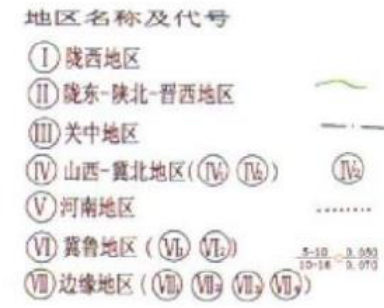 地区名称及代号
Ⅰ 陇西地区
Ⅱ 陇东-陕北-晋西地区
Ⅲ 关中地区
Ⅳ 山西-冀北地区(Ⅳ₁ Ⅳ₂) Ⅳ₂
Ⅴ 河南地区
Ⅵ 冀鲁地区 (Ⅵ₁ Ⅵ₂)
Ⅶ 边缘地区 (Ⅶ₁ Ⅶ₂ Ⅶ₃ Ⅶ₄)